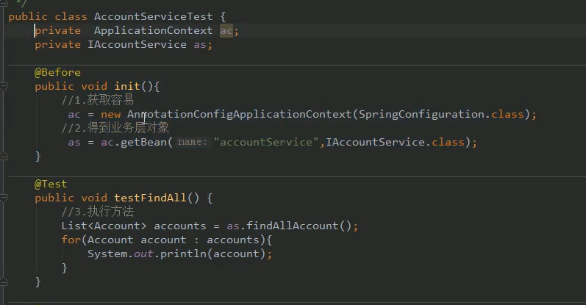 */
public class AccountServiceTest {
private ApplicationContext ac;
private IAccountService as;
@Before
public void init(){
//1.获取容易
ac = new AnnotationConfigApplicationContext(SpringConfiguration.class);
//2.得到业务层对象
as = ac.getBean( name: "accountService",IAccountService.class);
}
@Test
public void testFindAll() {
//3.执行方法
List<Account> accounts = as.findAllAccount();
for(Account account : accounts){
System.out.println(account);
}
}